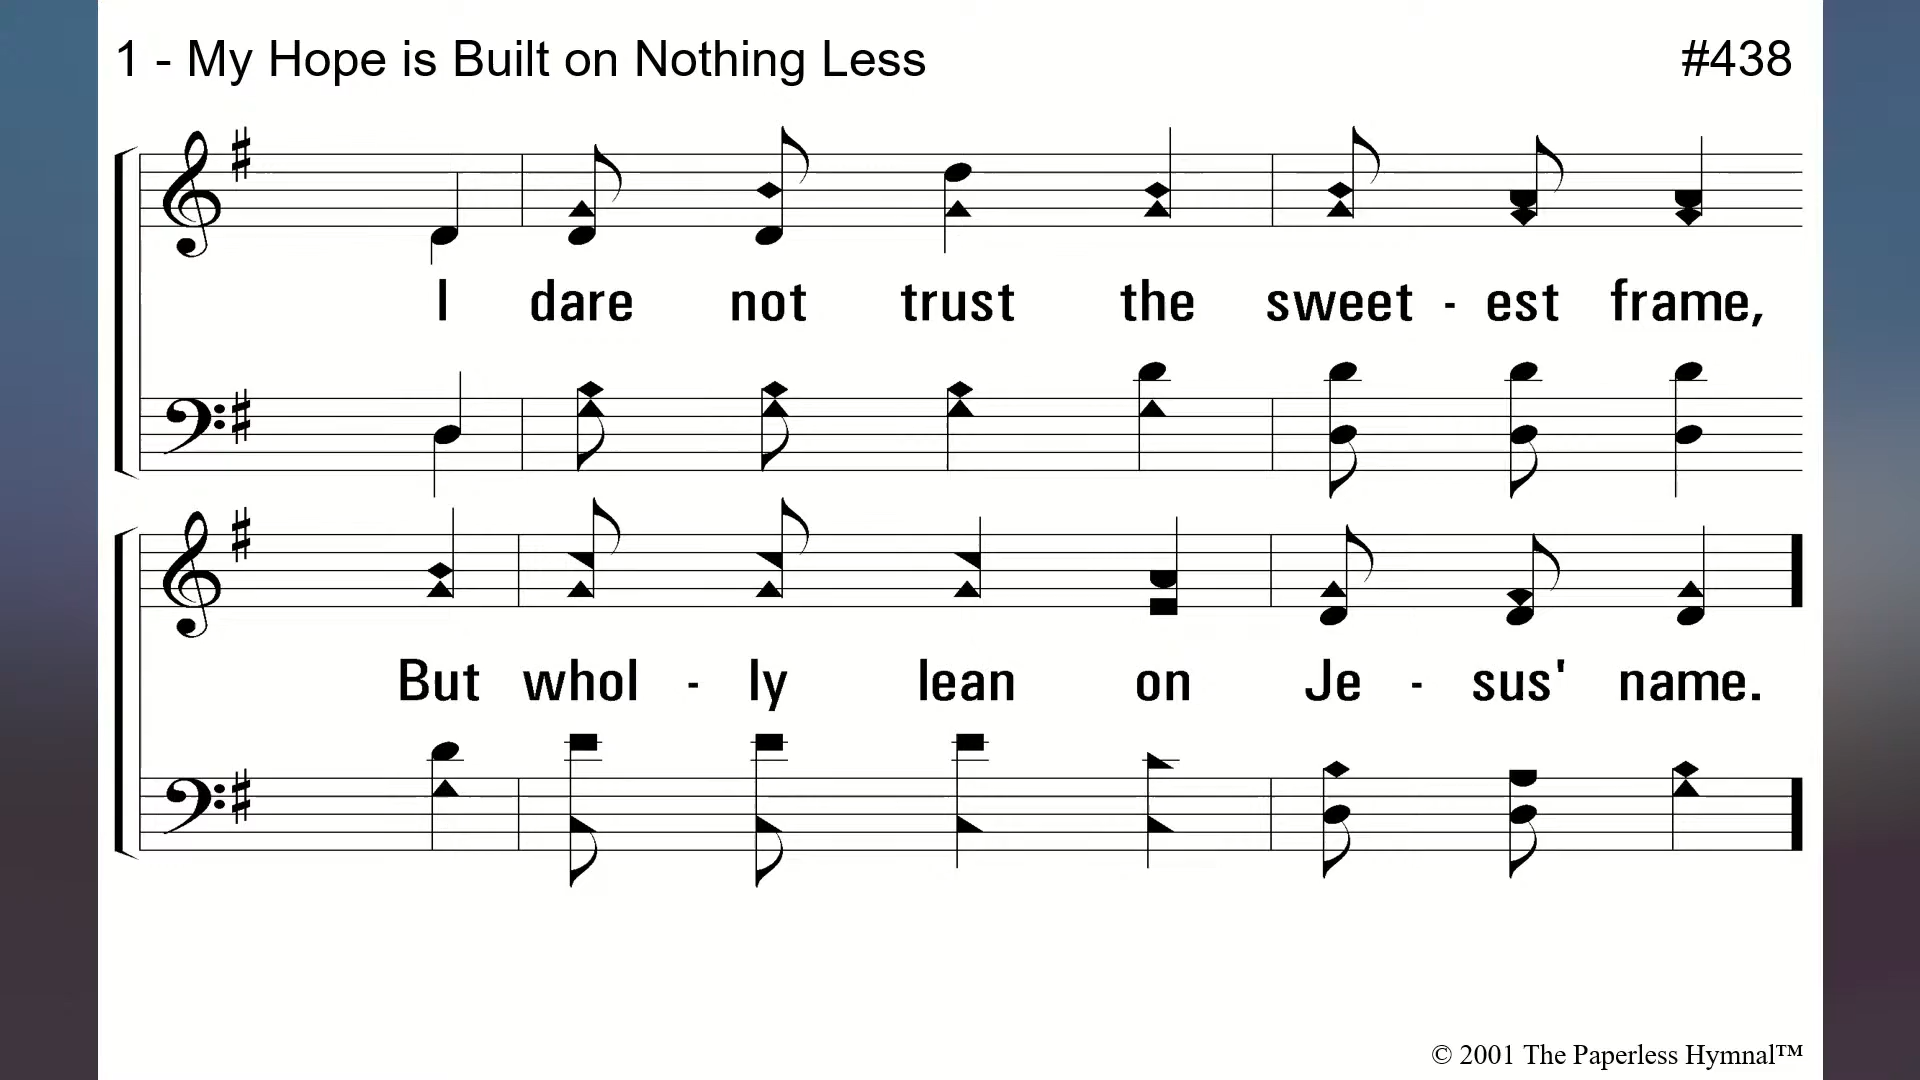 1 - My Hope is Built on Nothing Less #438
I dare not trust the sweet - est frame,
But whol - ly lean on Je - sus' name.
© 2001 The Paperless Hymnal™